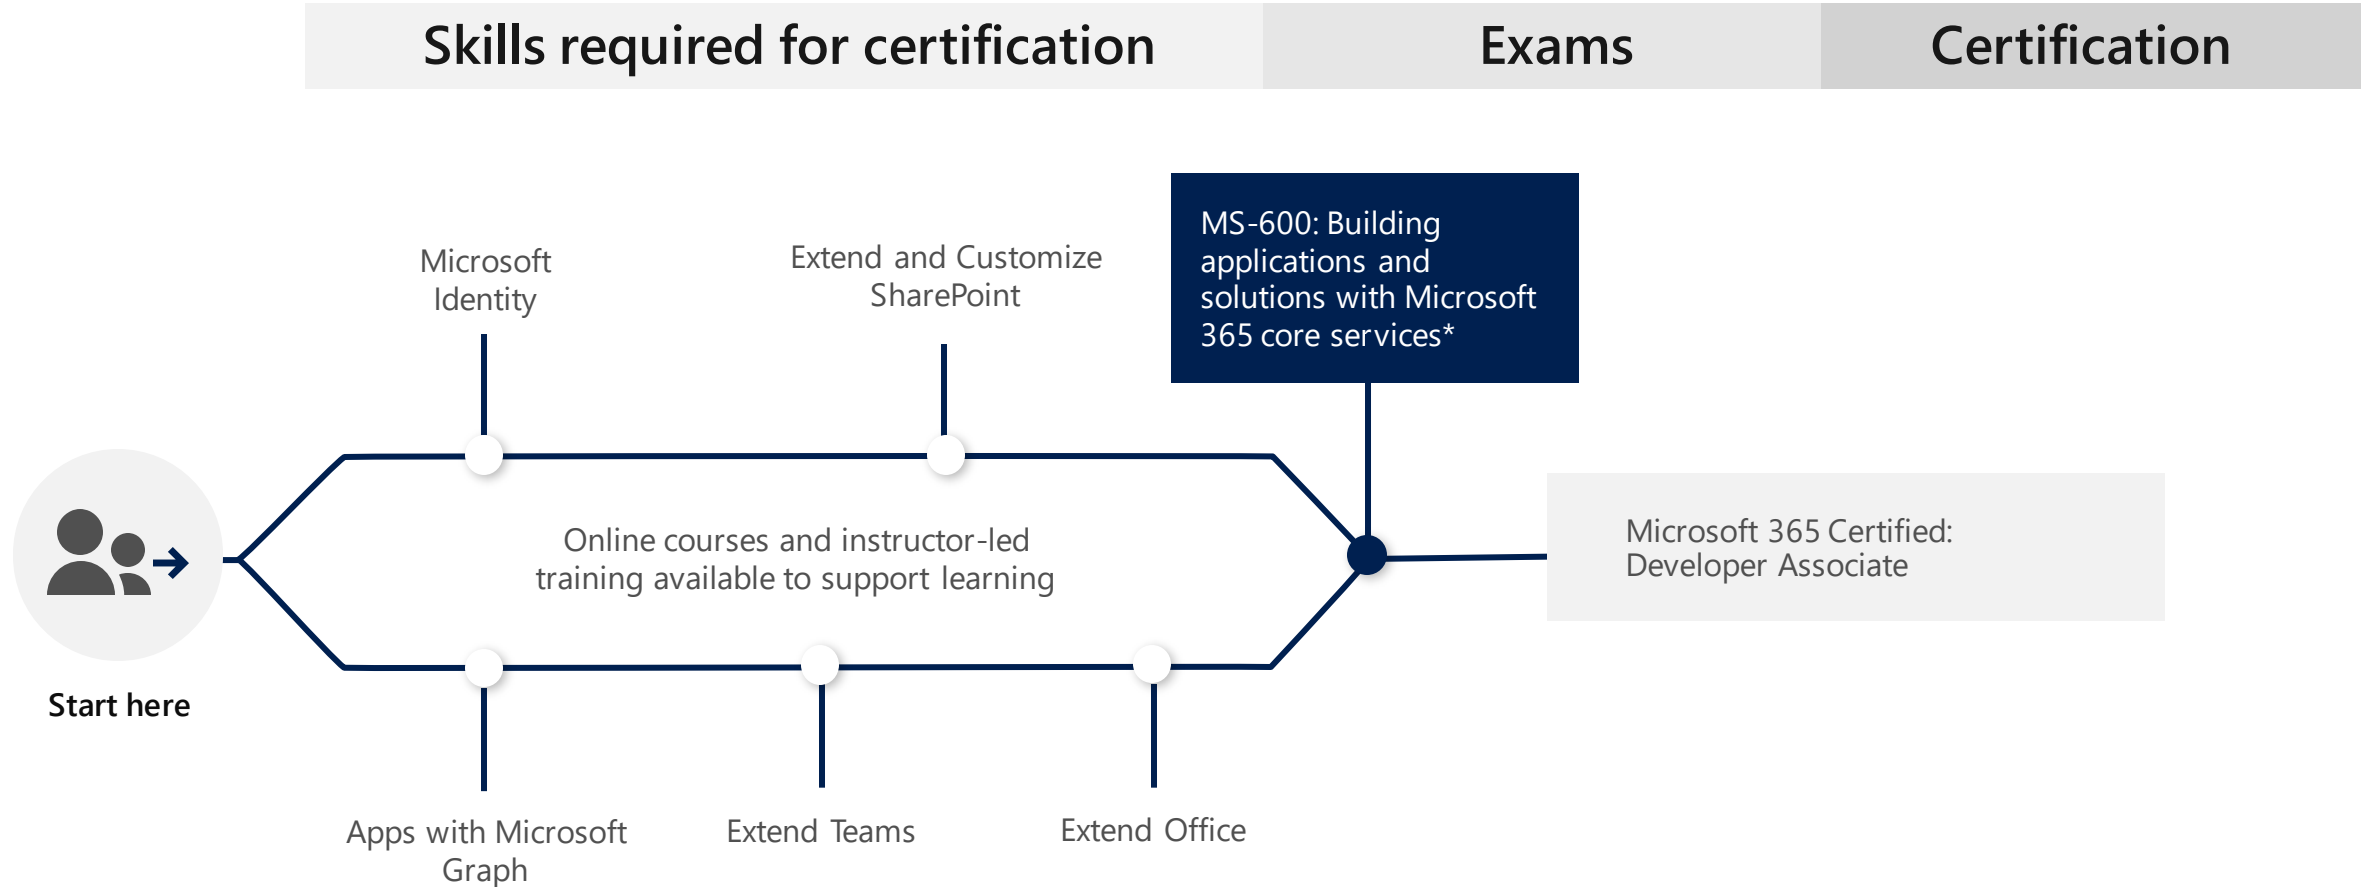 Skills required for certification
Exams
Certification
MS-600: Building
applications and
solutions with Microsoft
365 core services*
Microsoft
Identity
Extend and Customize
SharePoint
Online courses and instructor-led
training available to support learning
Microsoft 365 Certified:
Developer Associate
Start here
Apps with Microsoft
Graph
Extend Teams
Extend Office